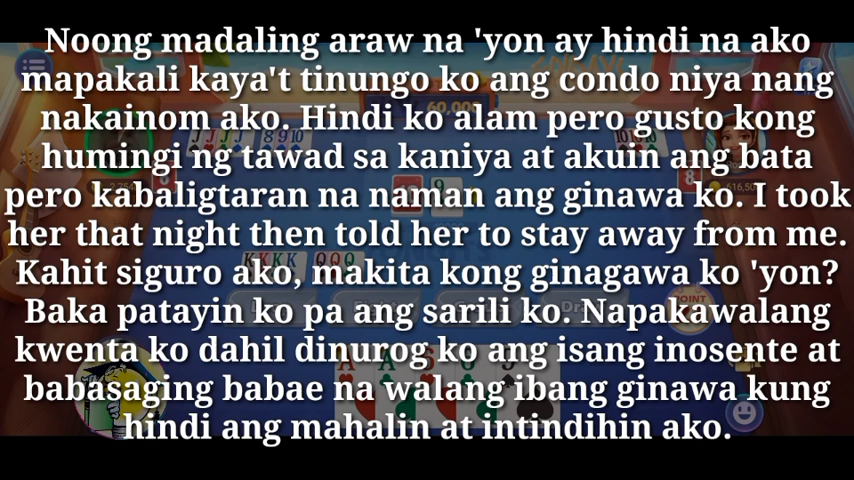 Noong madaling araw na 'yon ay hindi na ako
mapakali kaya't tinungo ko ang condo niya nang
nakainom ako. Hindi ko alam pero gusto kong
humingi ng tawad sa kaniya at akuin ang bata
pero kabaligtaran na naman ang ginawa ko. I took
her that night then told her to stay away from me.
Kahit siguro ako, makita kong ginagawa ko 'yon?
Baka patayin ko pa ang sarili ko. Napakawalang
kwenta ko dahil dinurog ko ang isang inosente at
babasaging babae na walang ibang ginawa kung
hindi ang mahalin at intindihin ako.